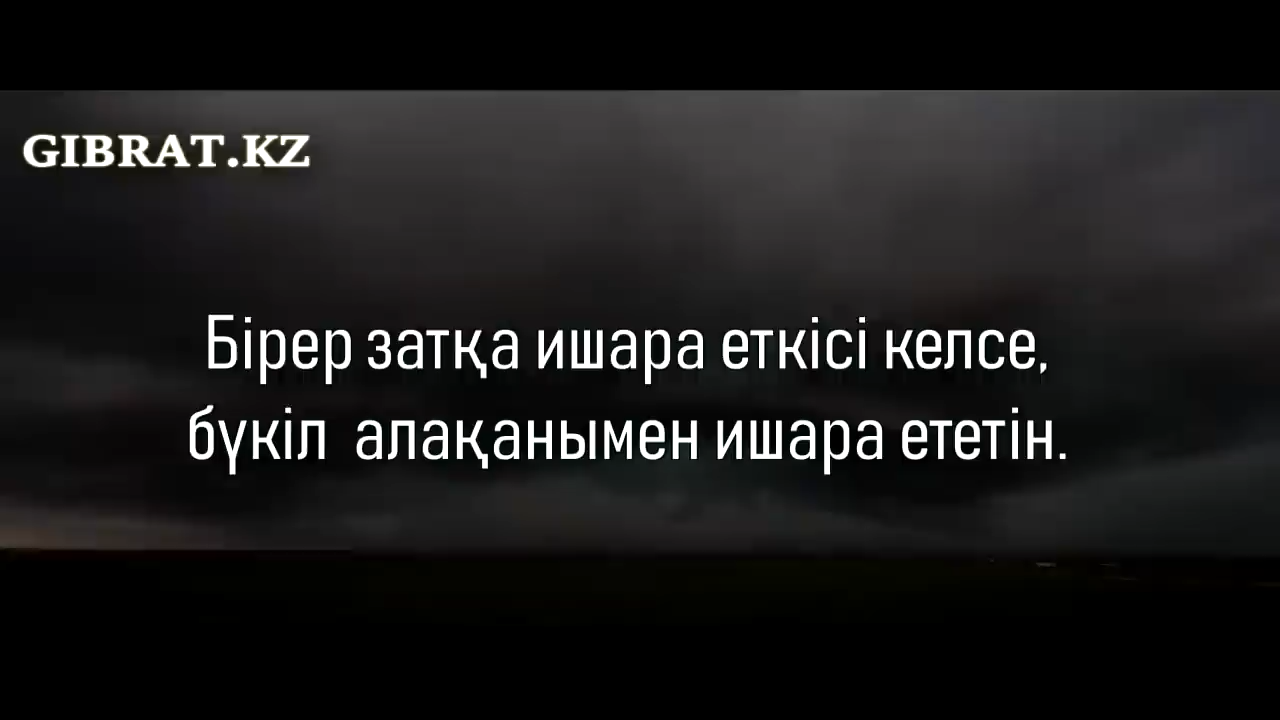 GIBRAT.KZ
Бірер затқа ишара еткісі келсе,
бүкіл алақанымен ишара ететін.